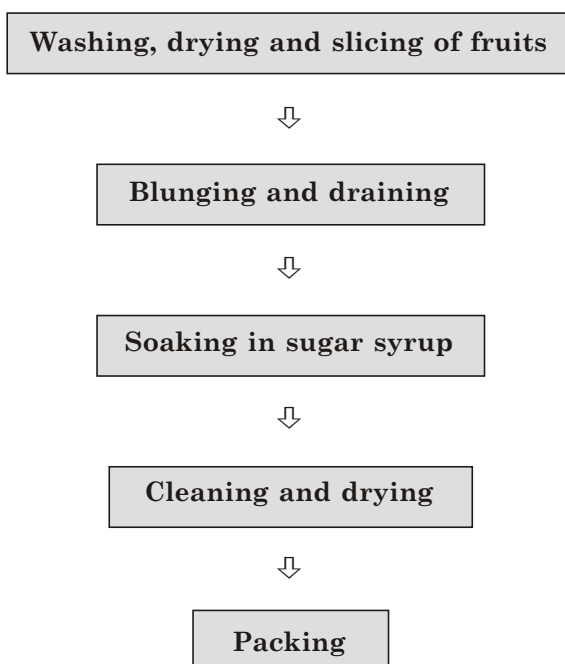 Washing, drying and slicing of fruits
Blunging and draining
Soaking in sugar syrup
Cleaning and drying
Packing